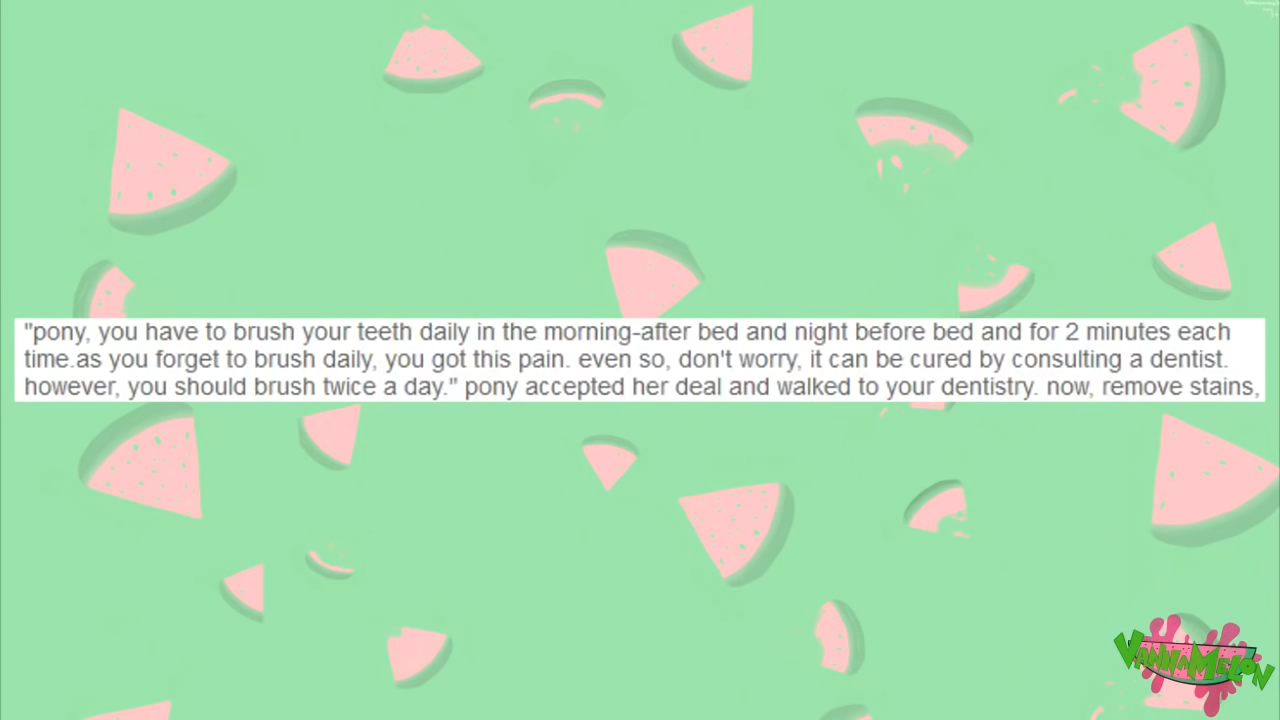 "pony, you have to brush your teeth daily in the morning-after bed and night before bed and for 2 minutes each
time.as you forget to brush daily, you got this pain. even so, don't worry, it can be cured by consulting a dentist.
however, you should brush twice a day." pony accepted her deal and walked to your dentistry. now, remove stains,
VANNAMELON